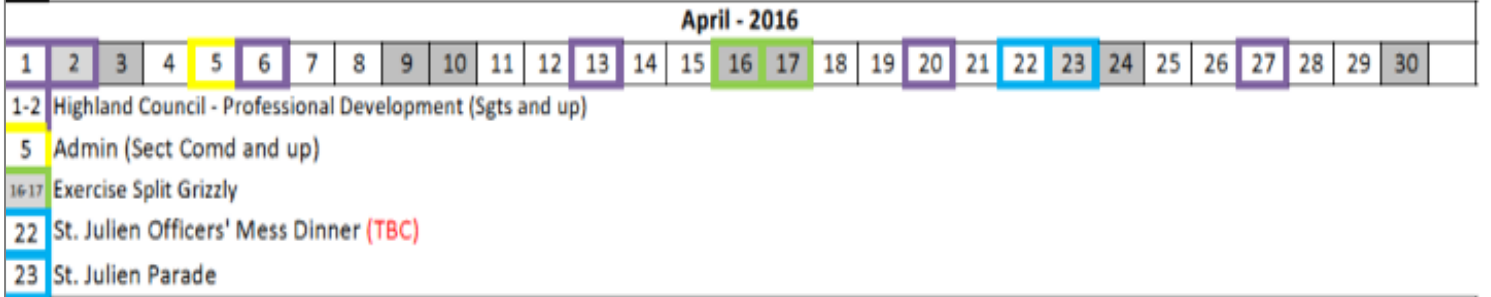 April - 2016
1 2 3 4 5 6 7 8 9 10 11 12 13 14 15 16 17 18 19 20 21 22 23 24 25 26 27 28 29 30
1-2 Highland Council - Professional Development (Sgts and up)
5 Admin (Sect Comd and up)
16-17 Exercise Split Grizzly
22 St. Julien Officers' Mess Dinner (TBC)
23 St. Julien Parade